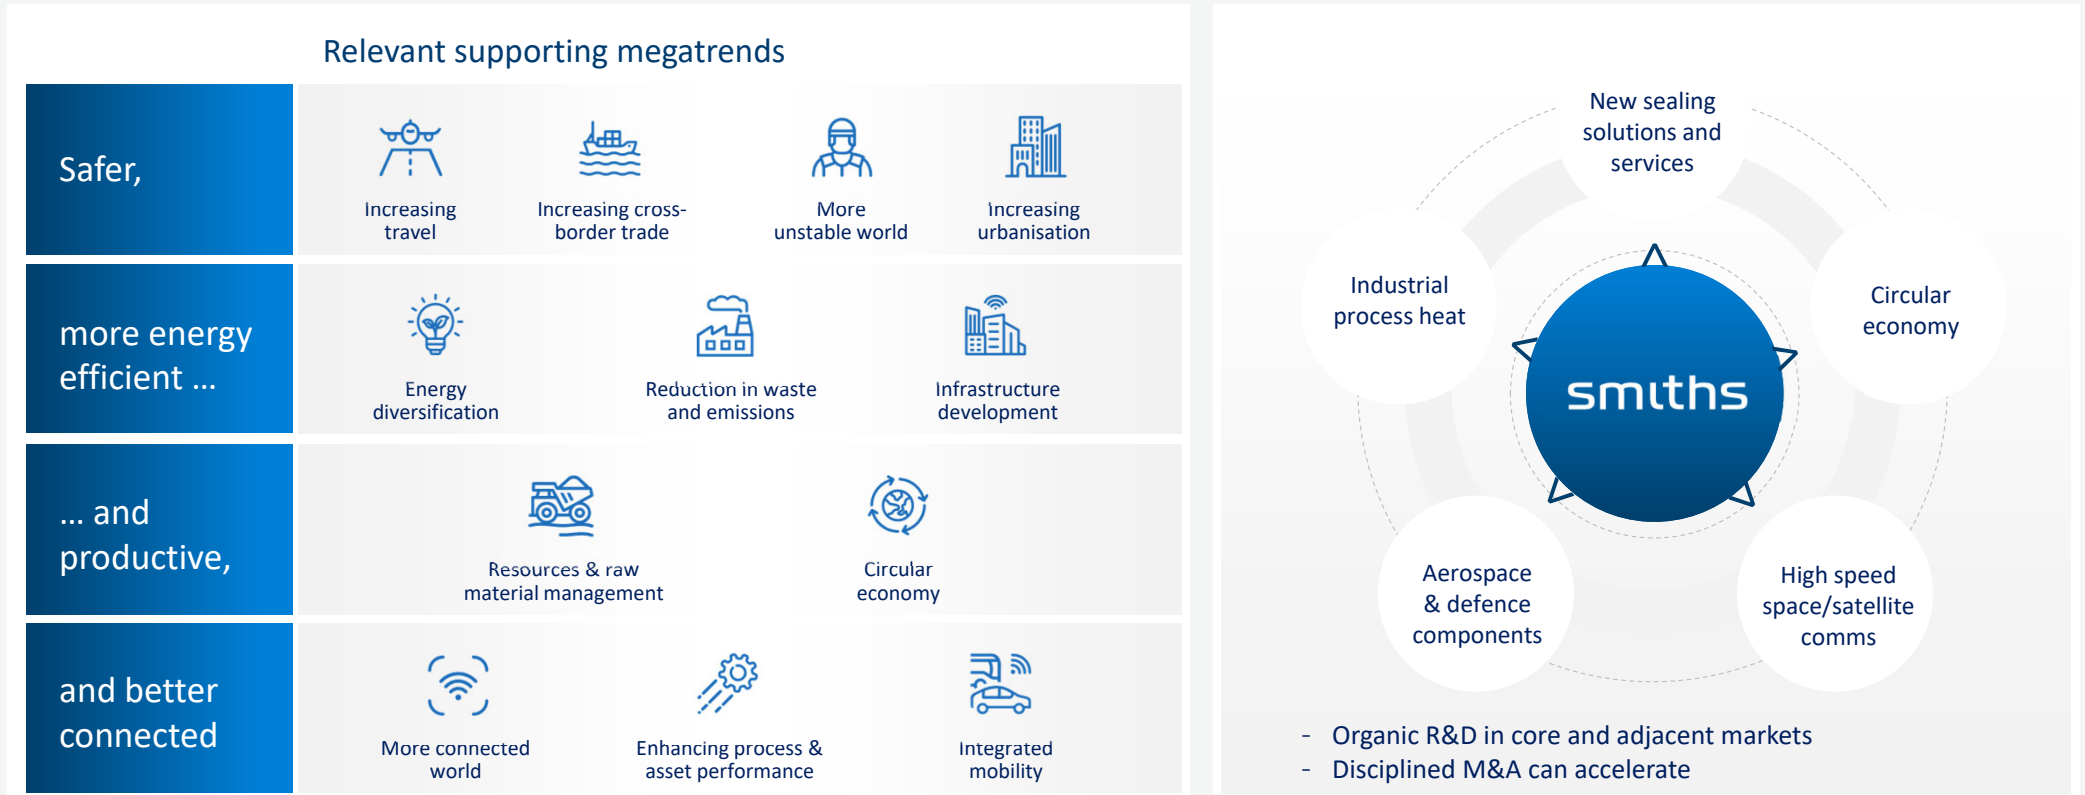 Relevant supporting megatrends
Safer,
Increasing
travel
Increasing cross-
border trade
More
unstable world
Increasing
urbanisation
more energy
efficient ...
Energy
diversification
Reduction in waste
and emissions
Infrastructure
development
... and
productive,
Resources & raw
material management
Circular
economy
and better
connected
More connected
world
Enhancing process &
asset performance
Integrated
mobility
New sealing
solutions and
services
Industrial
process heat
Circular
economy
smiths
Aerospace
& defence
components
High speed
space/satellite
comms
- Organic R&D in core and adjacent markets
- Disciplined M&A can accelerate